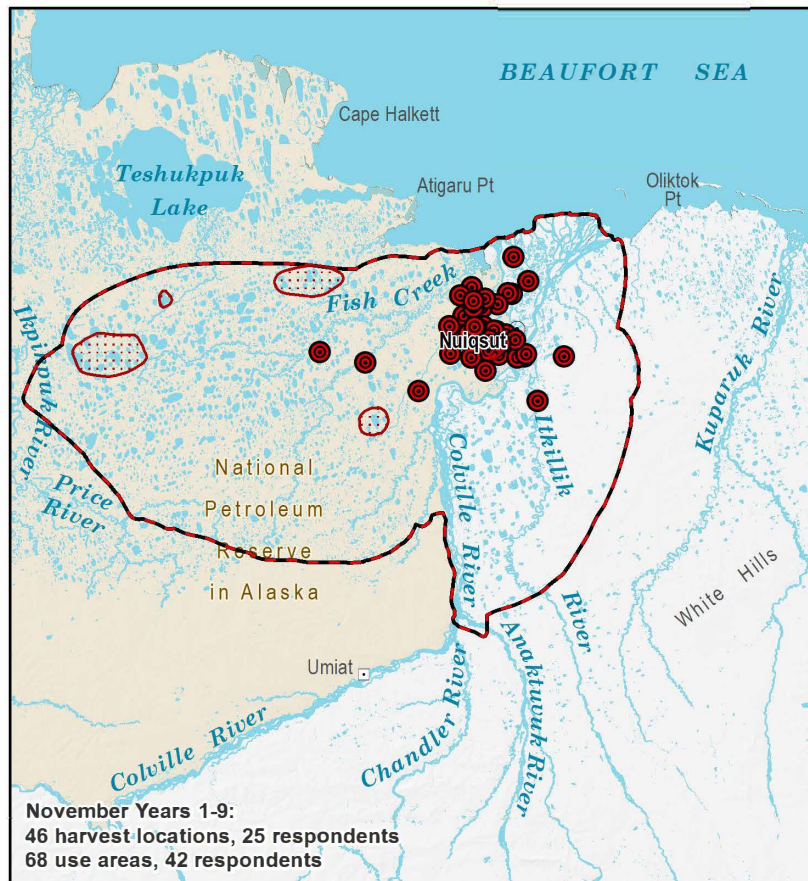 BEAUFORT SEA
Cape Halkett
Teshukpuk
Lake
Atigaru Pt
Oliktok
Pt
Fish Creek
Ikpikpuk River
Nuiqsut
Kuparuk River
Itkillik
River
Colville River
National
Petroleum
Reserve
in Alaska
Price
River
White Hills
Umiat
Anaktuvuk River
Chandler River
Colville River
November Years 1-9:
46 harvest locations, 25 respondents
68 use areas, 42 respondents